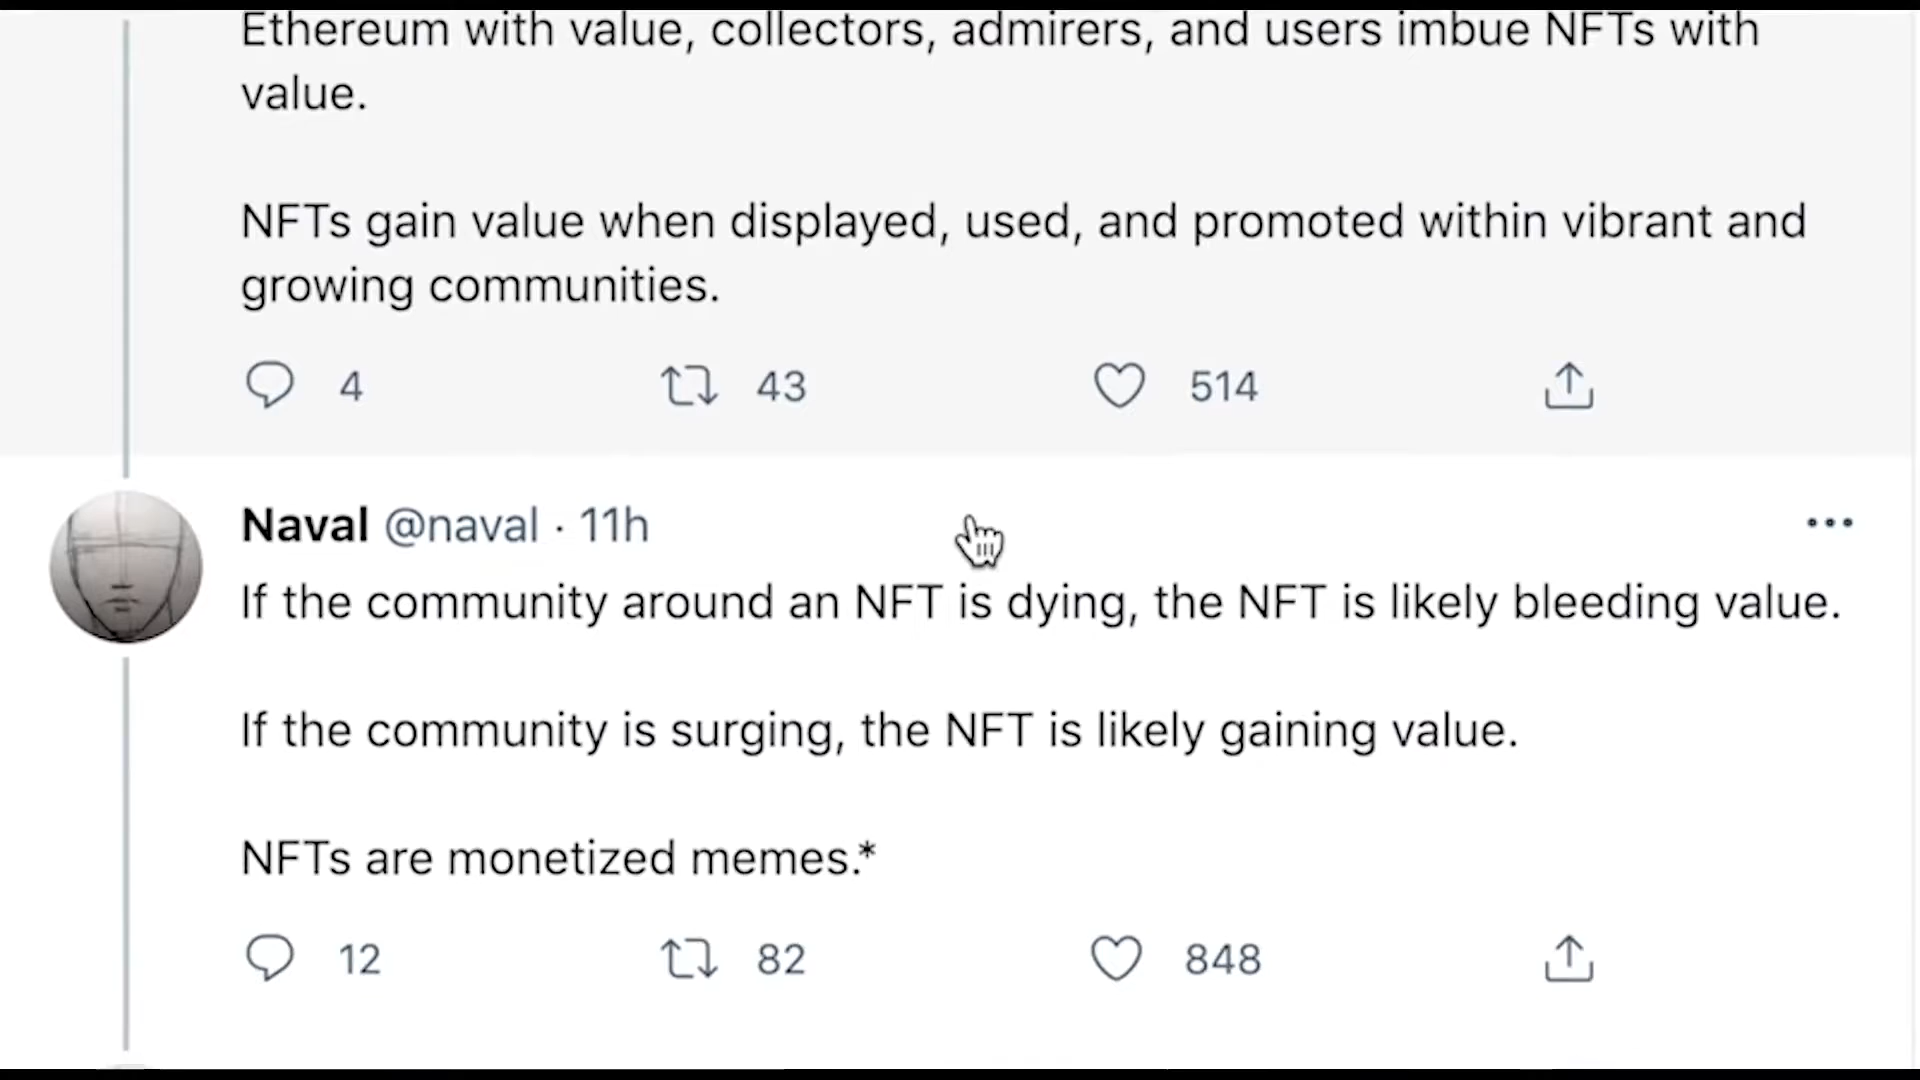 Ethereum with value, collectors, admirers, and users imbue NFTs with
value.
NFTs gain value when displayed, used, and promoted within vibrant and
growing communities.
4 43 514
Naval @naval · 11h
If the community around an NFT is dying, the NFT is likely bleeding value.
If the community is surging, the NFT is likely gaining value.
NFTs are monetized memes.*
12 82 848